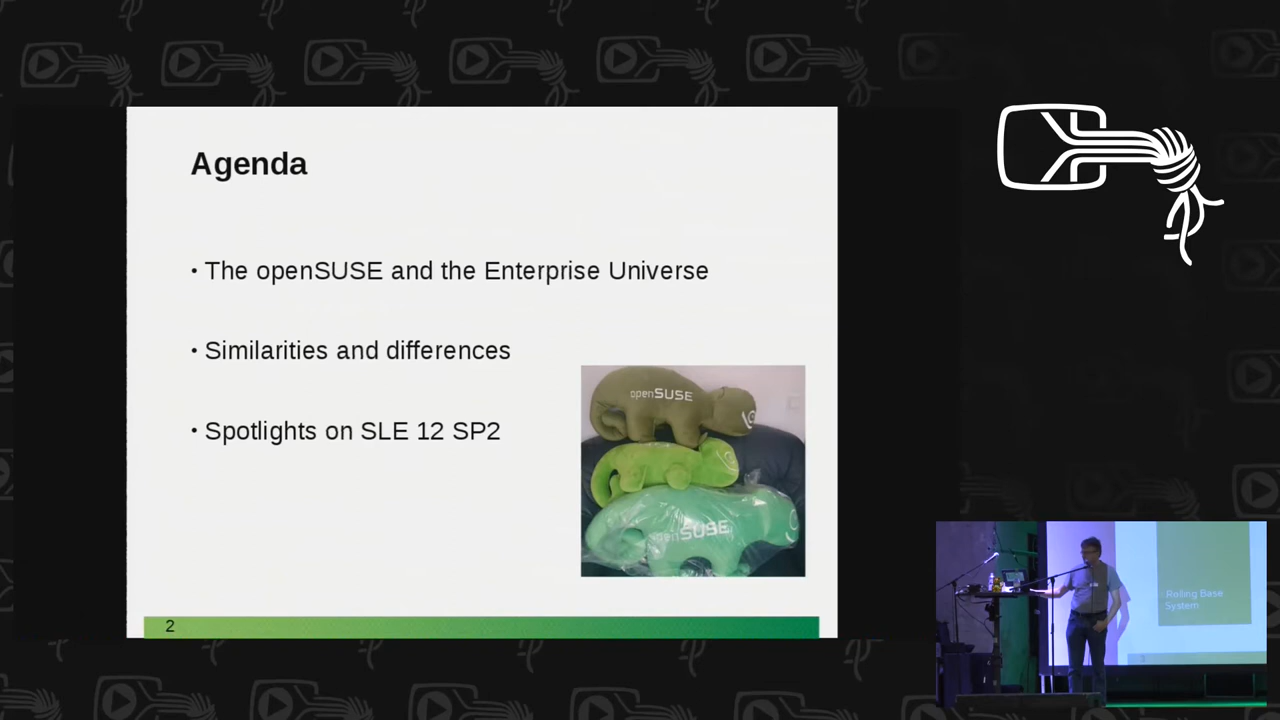 Agenda
• The openSUSE and the Enterprise Universe
• Similarities and differences
• Spotlights on SLE 12 SP2
openSUSE
openSUSE
2
Rolling Base
System